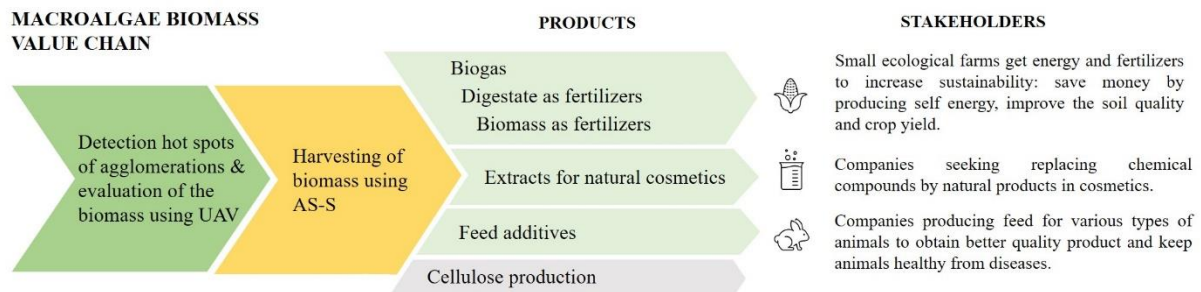 MACROALGAE BIOMASS
VALUE CHAIN
Detection hot spots
of agglomerations &
evaluation of the
biomass using UAV
Harvesting of
biomass using
AS-S
PRODUCTS
Biogas
Digestate as fertilizers
Biomass as fertilizers
Extracts for natural cosmetics
Feed additives
Cellulose production
STAKEHOLDERS
Small ecological farms get energy and fertilizers
to increase sustainability: save money by
producing self energy, improve the soil quality
and crop yield.
Companies seeking replacing chemical
compounds by natural products in cosmetics.
Companies producing feed for various types of
animals to obtain better quality product and keep
animals healthy from diseases.